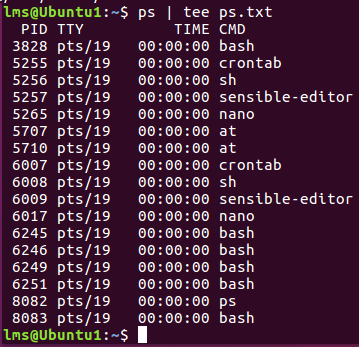 lms@Ubuntu1:~$ ps | tee ps.txt
PID TTY TIME CMD
3828 pts/19 00:00:00 bash
5255 pts/19 00:00:00 crontab
5256 pts/19 00:00:00 sh
5257 pts/19 00:00:00 sensible-editor
5265 pts/19 00:00:00 nano
5707 pts/19 00:00:00 at
5710 pts/19 00:00:00 at
6007 pts/19 00:00:00 crontab
6008 pts/19 00:00:00 sh
6009 pts/19 00:00:00 sensible-editor
6017 pts/19 00:00:00 nano
6245 pts/19 00:00:00 bash
6246 pts/19 00:00:00 bash
6249 pts/19 00:00:00 bash
6251 pts/19 00:00:00 bash
8082 pts/19 00:00:00 ps
8083 pts/19 00:00:00 bash
lms@Ubuntu1:~$